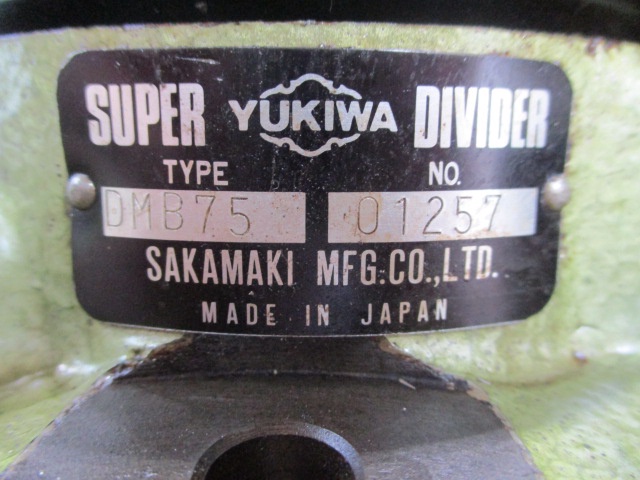 SUPER YUKIWA DIVIDER
TYPE NO.
DMB75 01257
SAKAMAKI MFG.CO.,LTD.
MADE IN JAPAN